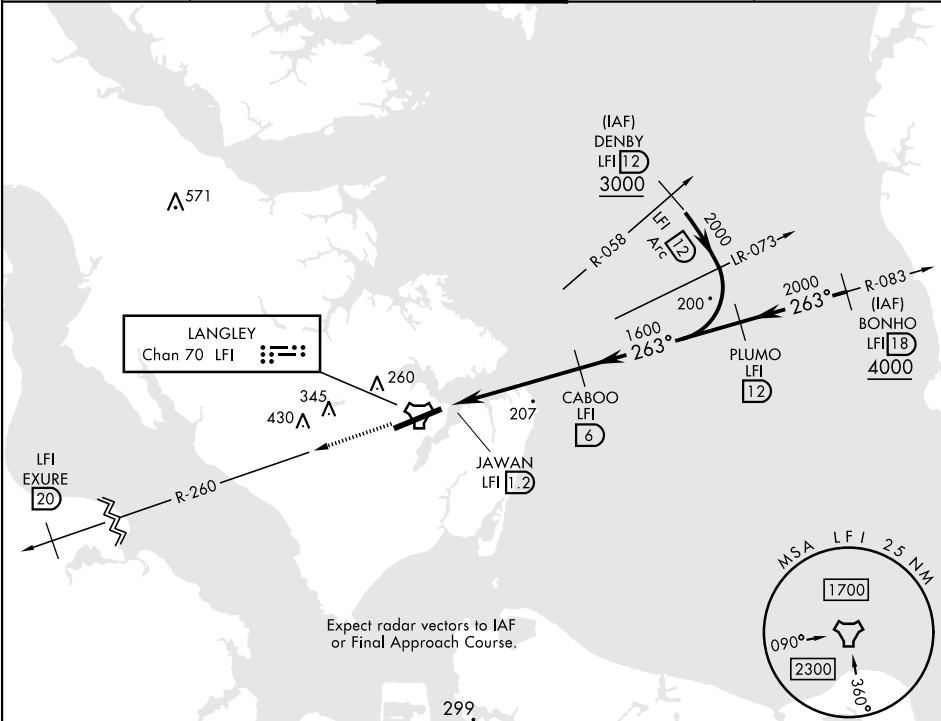 (IAF)
DENBY
LFI 12
3000
571
R-058
LFI
12
Arc
2000
LR-073
2000
263°
R-083
(IAF)
BONHO
LFI 18
4000
200
1600
263°
PLUMO
LFI
12
LANGLEY
Chan 70 LFI
260
345
430
CABOO
LFI
6
207
JAWAN
LFI 1.2
LFI
EXURE
20
R-260
MSA LFI 25 NM
1700
090°
2300
360°
Expect radar vectors to IAF
or Final Approach Course.
299